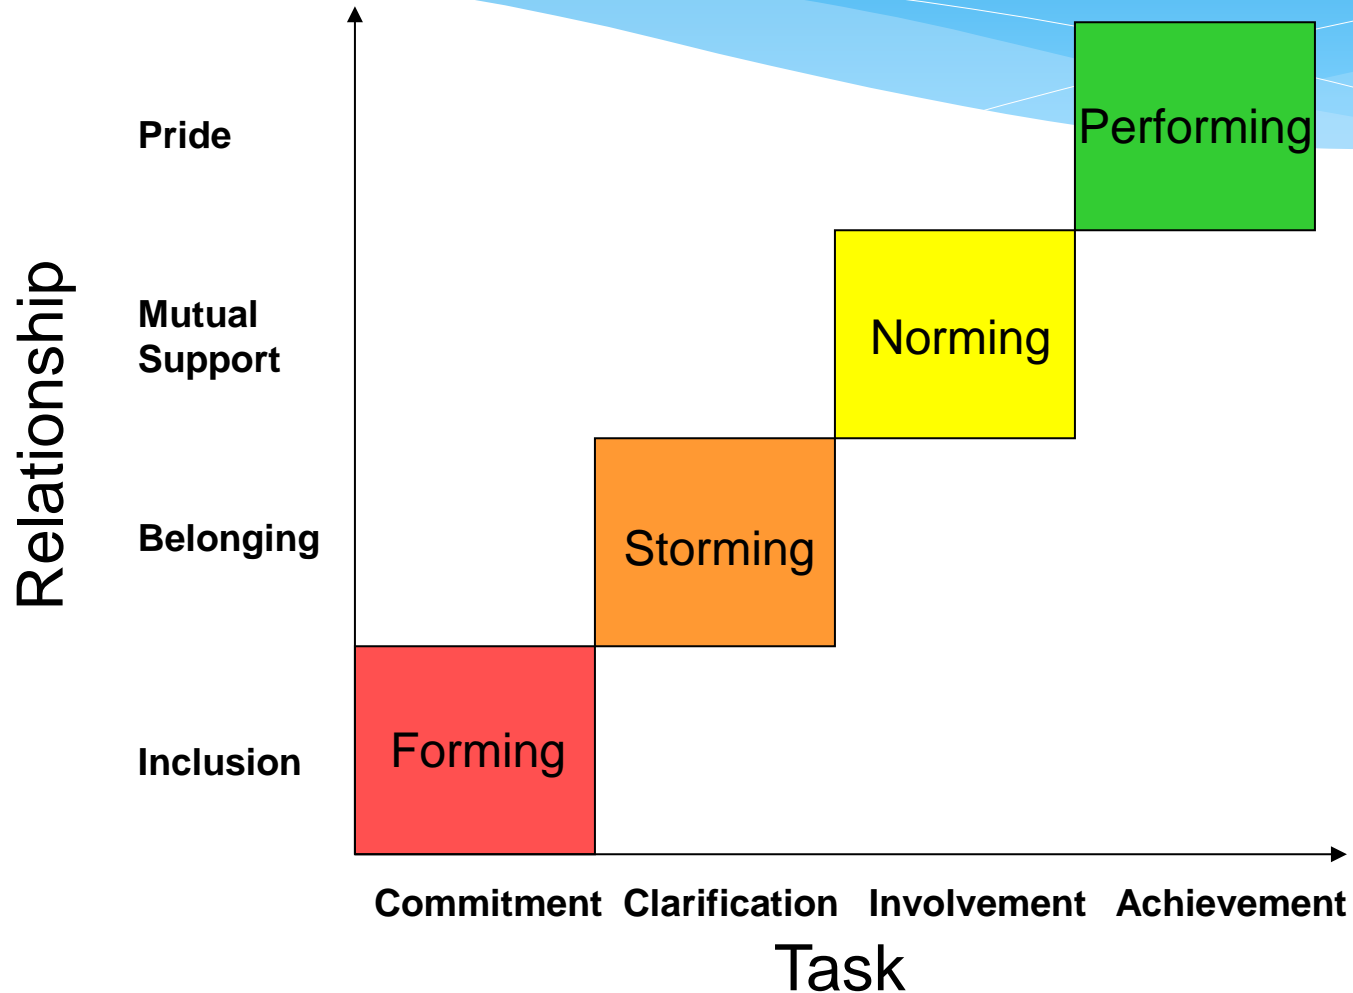 Relationship
Pride
Performing
Mutual
Support
Norming
Belonging
Storming
Inclusion
Forming
Commitment Clarification Involvement Achievement
Task